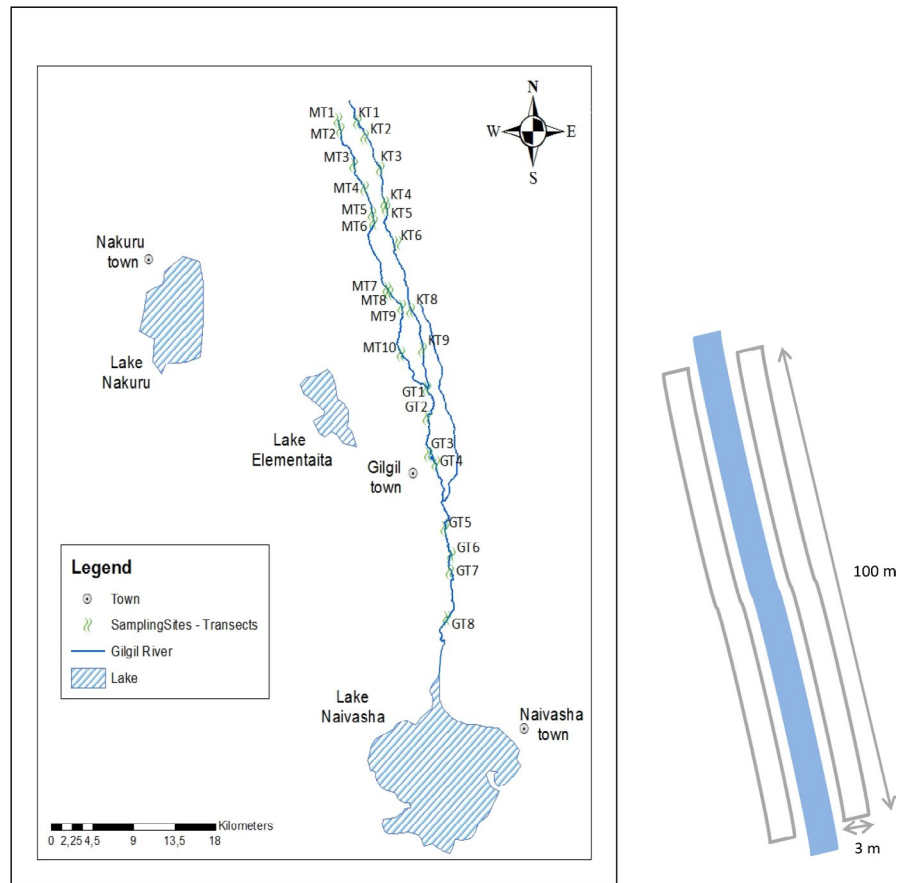 N
W E
S
MT1
KT1
MT2
KT2
MT3
KT3
MT4
KT4
MT5
KT5
MT6
KT6
Nakuru
town
MT7
MT8
KT8
MT9
KT9
MT10
Lake
Nakuru
GT1
GT2
Lake
Elementaita
GT3
GT4
Gilgil
town
GT5
GT6
GT7
GT8
Legend
Town
SamplingSites - Transects
Gilgil River
Lake
Lake
Naivasha
Naivasha
town
Kilometers
0 2,25 4,5 9 13,5 18
100 m
3 m